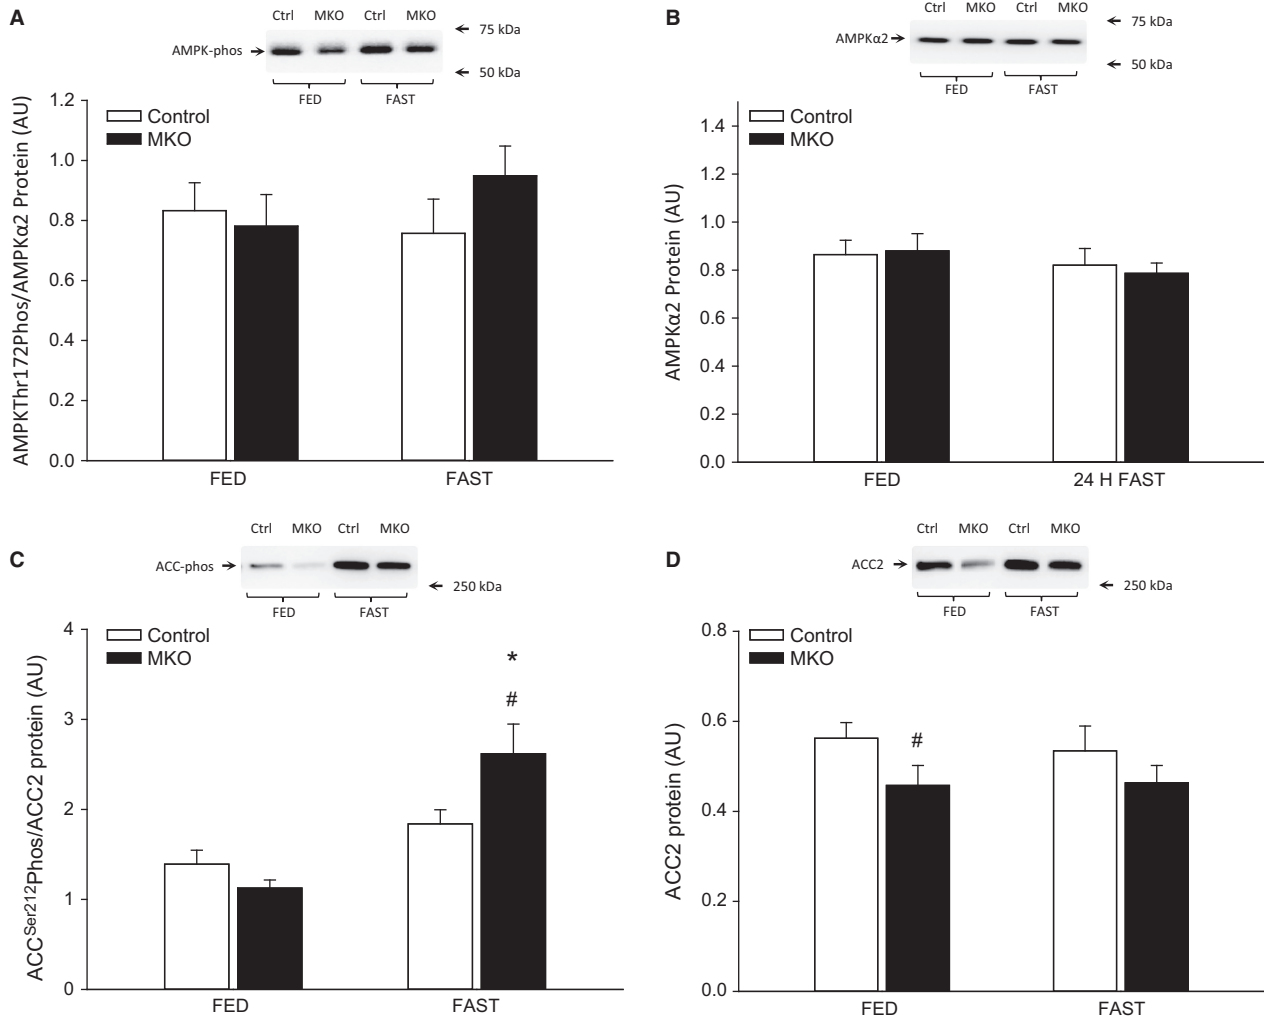 A
Ctrl MKO Ctrl MKO
AMPK-phos
75 kDa
50 kDa
FED FAST
Control
MKO
AMPKThr172Phos/AMPKα2 Protein (AU)
1.2
1.0
0.8
0.6
0.4
0.2
0.0
FED FAST
B
Ctrl MKO Ctrl MKO
AMPKα2
75 kDa
50 kDa
FED FAST
Control
MKO
AMPKα2 Protein (AU)
1.4
1.2
1.0
0.8
0.6
0.4
0.2
0.0
FED 24 H FAST
C
Ctrl MKO Ctrl MKO
ACC-phos
250 kDa
FED FAST
Control
MKO
*
#
ACCSer212Phos/ACC2 protein (AU)
4
3
2
1
0
FED FAST
D
Ctrl MKO Ctrl MKO
ACC2
250 kDa
FED FAST
Control
MKO
#
ACC2 protein (AU)
0.8
0.6
0.4
0.2
0.0
FED FAST